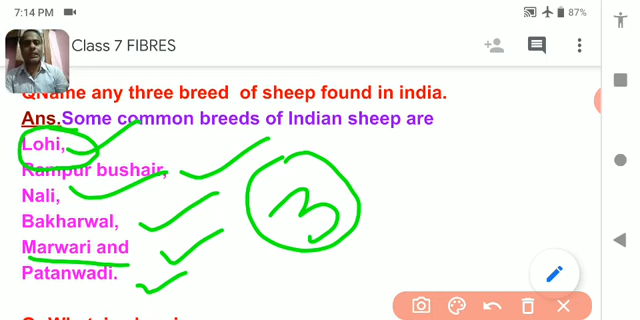 7:14 PM
87%
Class 7 FIBRES
QName any three breed of sheep found in india.
Ans.Some common breeds of Indian sheep are
Lohi,
Rampur bushair,
Nali,
Bakharwal,
Marwari and
Patanwadi.
3